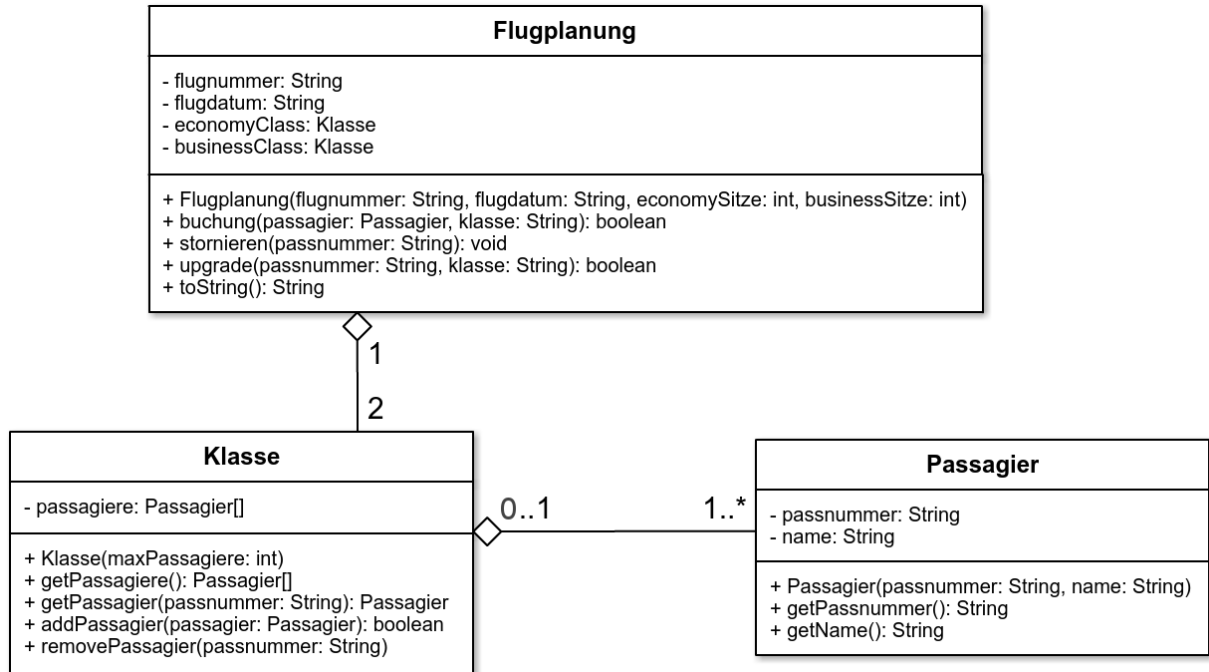 Flugplanung
- flugnummer: String
- flugdatum: String
- economyClass: Klasse
- businessClass: Klasse
+ Flugplanung(flugnummer: String, flugdatum: String, economySitze: int, businessSitze: int)
+ buchung(passagier: Passagier, klasse: String): boolean
+ stornieren(passnummer: String): void
+ upgrade(passnummer: String, klasse: String): boolean
+ toString(): String
1
2
Klasse
- passagiere: Passagier[]
+ Klasse(maxPassagiere: int)
+ getPassagiere(): Passagier[]
+ getPassagier(passnummer: String): Passagier
+ addPassagier(passagier: Passagier): boolean
+ removePassagier(passnummer: String)
0..1
1..*
Passagier
- passnummer: String
- name: String
+ Passagier(passnummer: String, name: String)
+ getPassnummer(): String
+ getName(): String